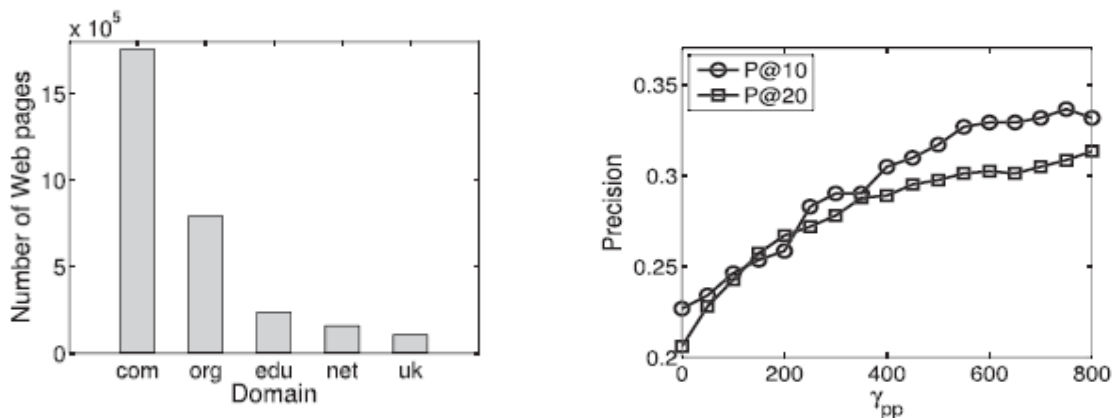 x 10^5
15
10
5
0
Number of Web pages
com org edu net uk
Domain
P@10
P@20
0.35
0.3
0.25
0.2
Precision
0 200 400 600 800
γpp